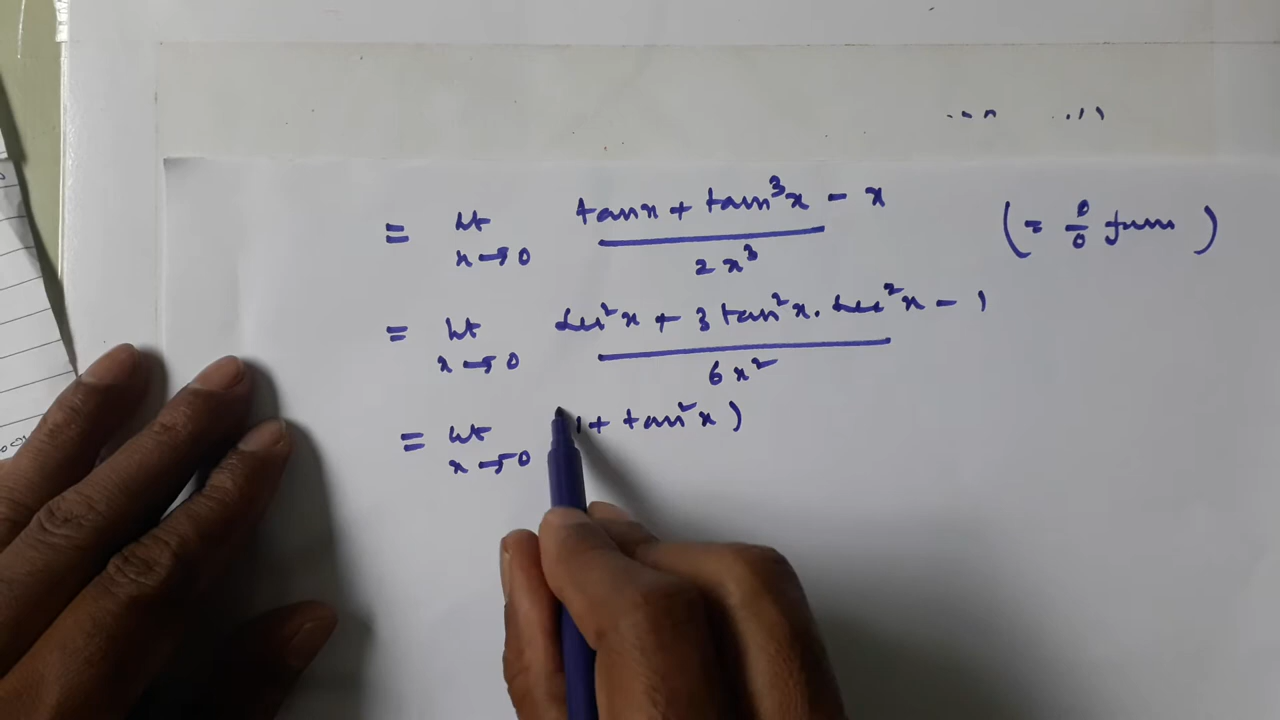 = lt x→0 tanx + tan³x - x / 2x³ (= 0/0 form)
= lt x→0 sec²x + 3 tan²x . sec²x - 1 / 6x²
= lt x→0 1 + tan²x )